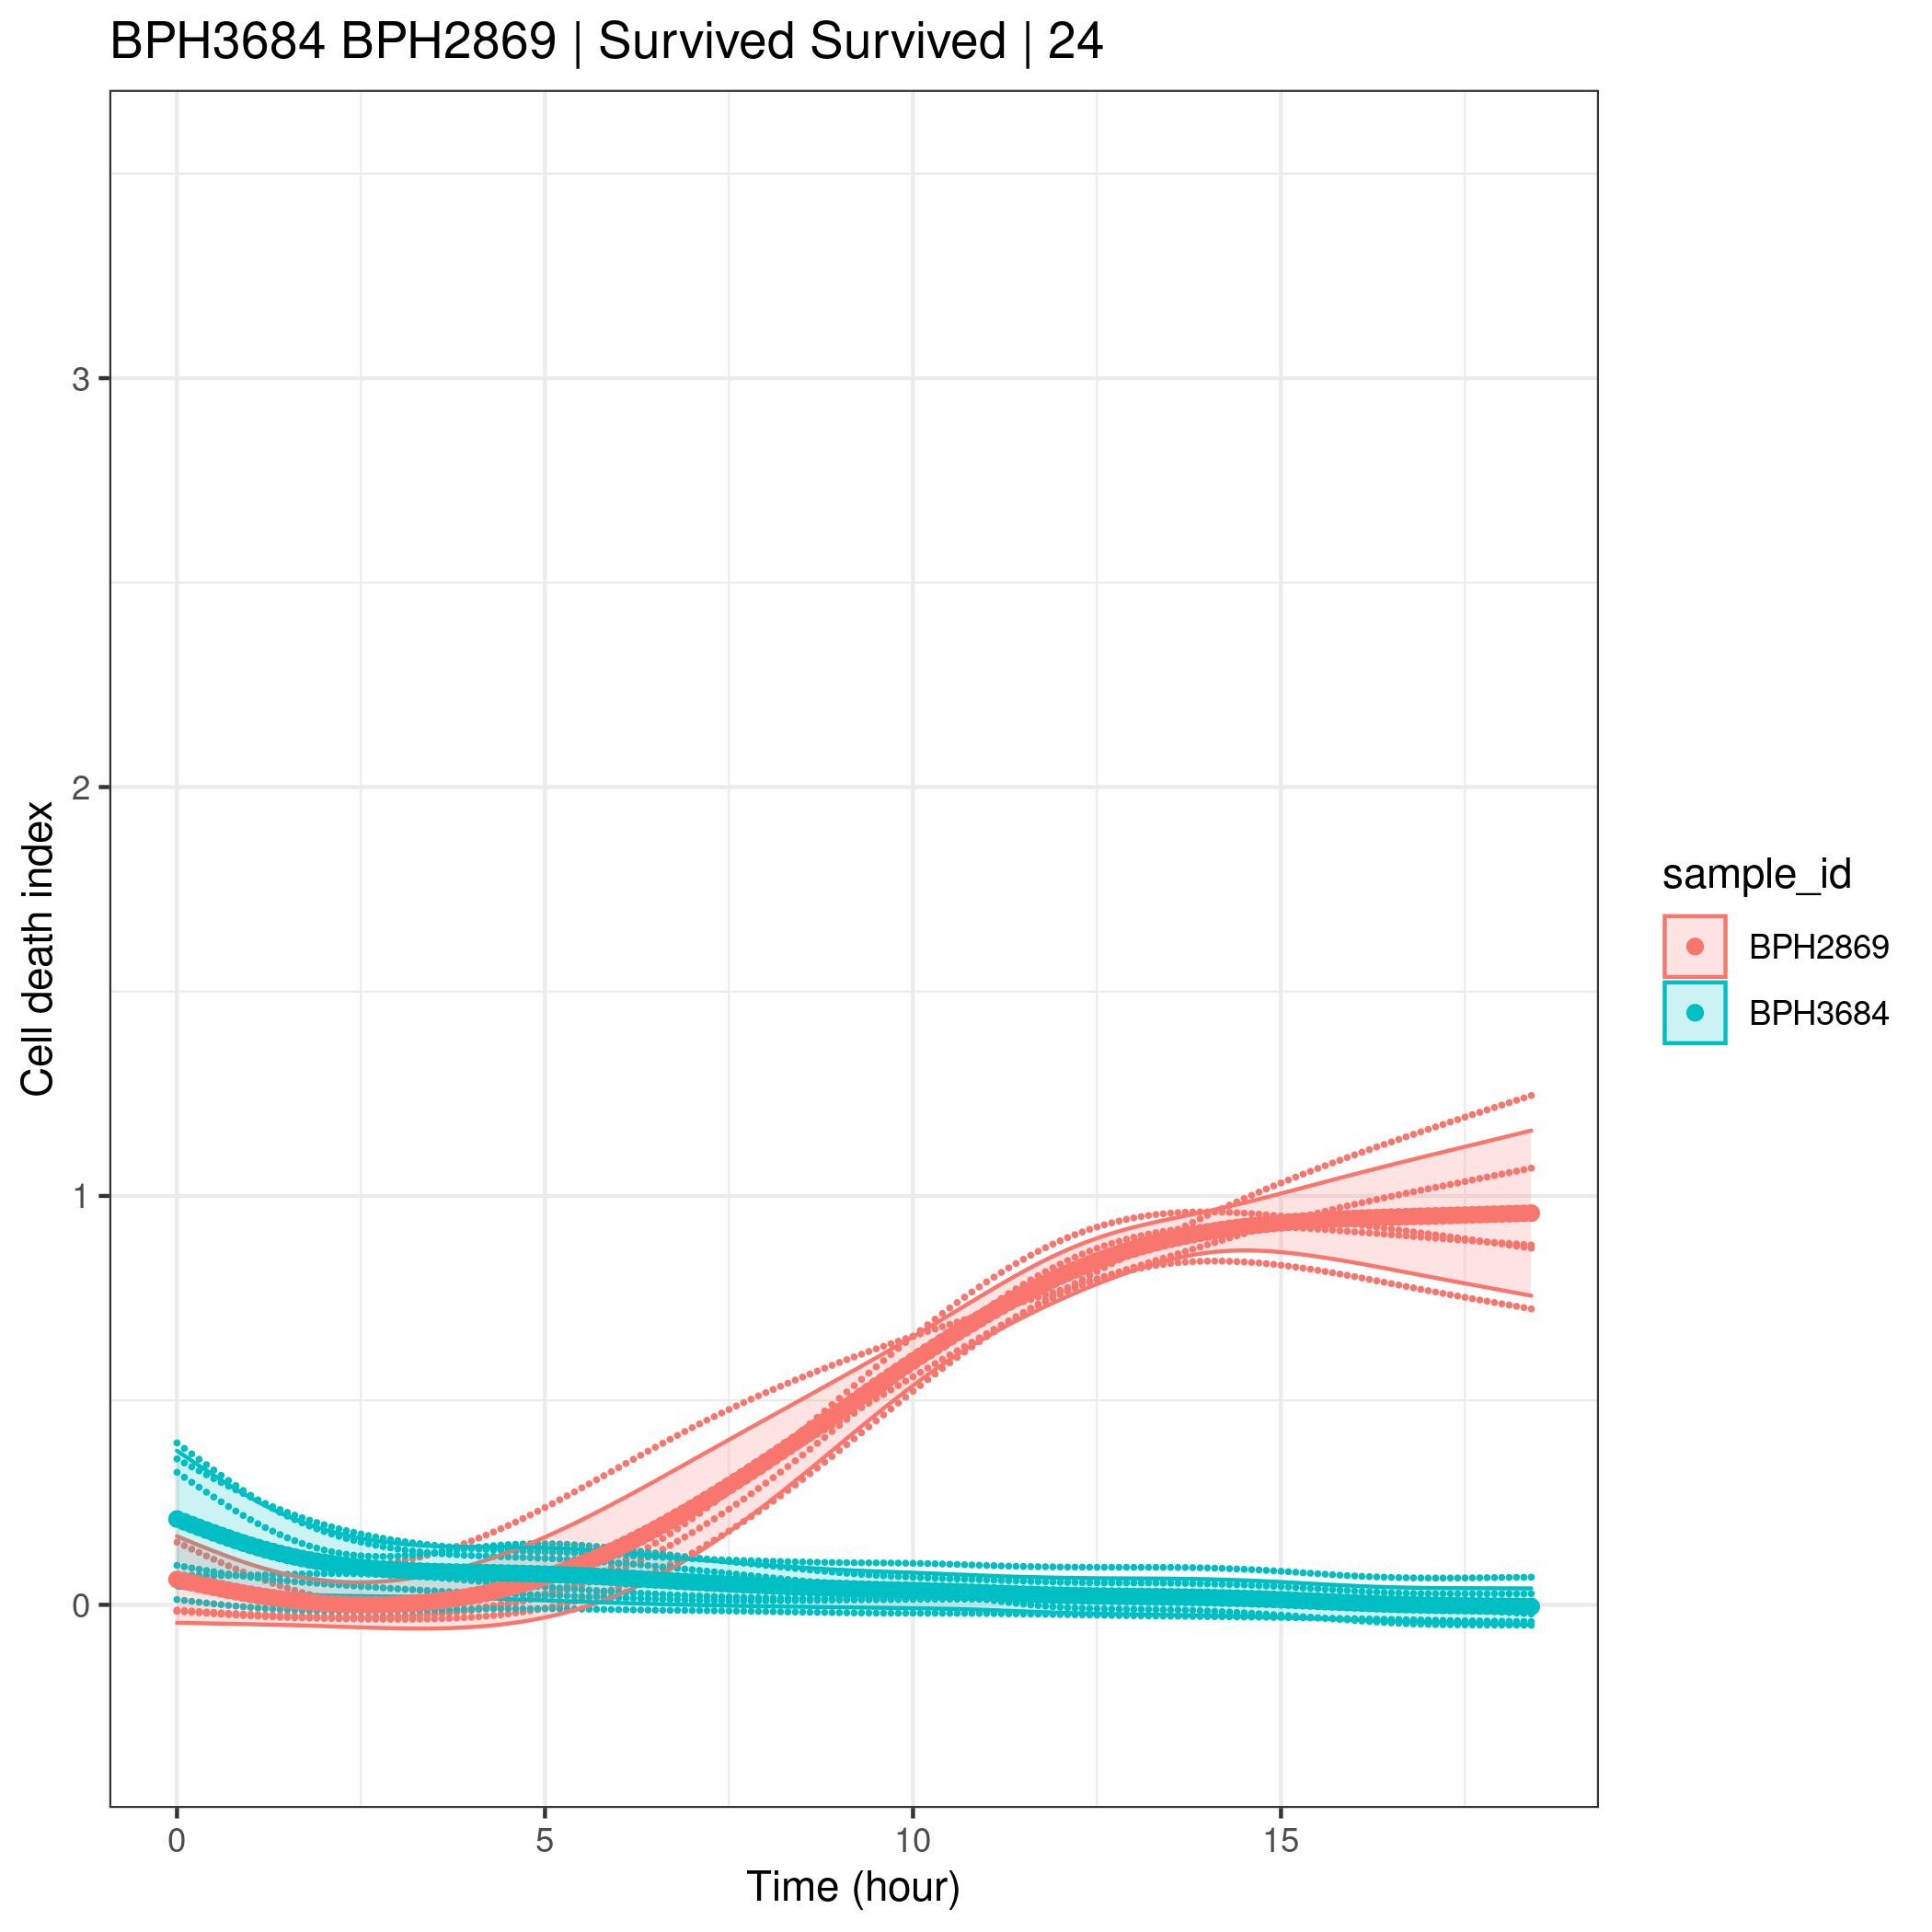 BPH3684 BPH2869 | Survived Survived | 24
Cell death index
3
2
1
0
0 5 10 15
Time (hour)
sample_id
BPH2869
BPH3684